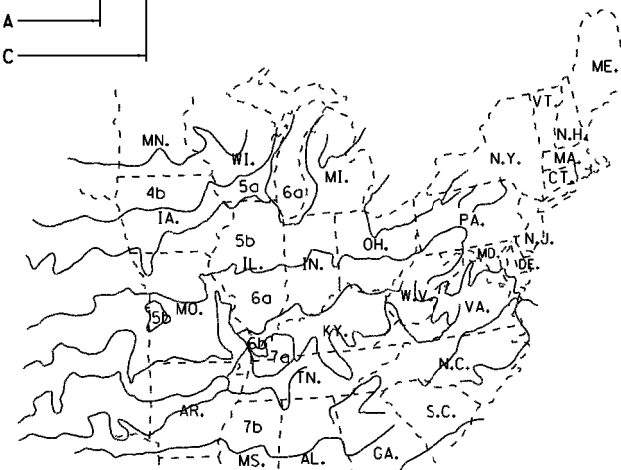 A
C
ME.
VT.
MN.
N.H.
WI.
N.Y.
MA.
MI.
CT.
4b
5a
6a
IA.
PA.
5b
OH.
N.J.
IL.
IN.
MD.
DE.
6a
W.V.
MO.
VA.
5b
KY.
6b
7a
N.C.
TN.
AR.
S.C.
7b
GA.
MS.
AL.